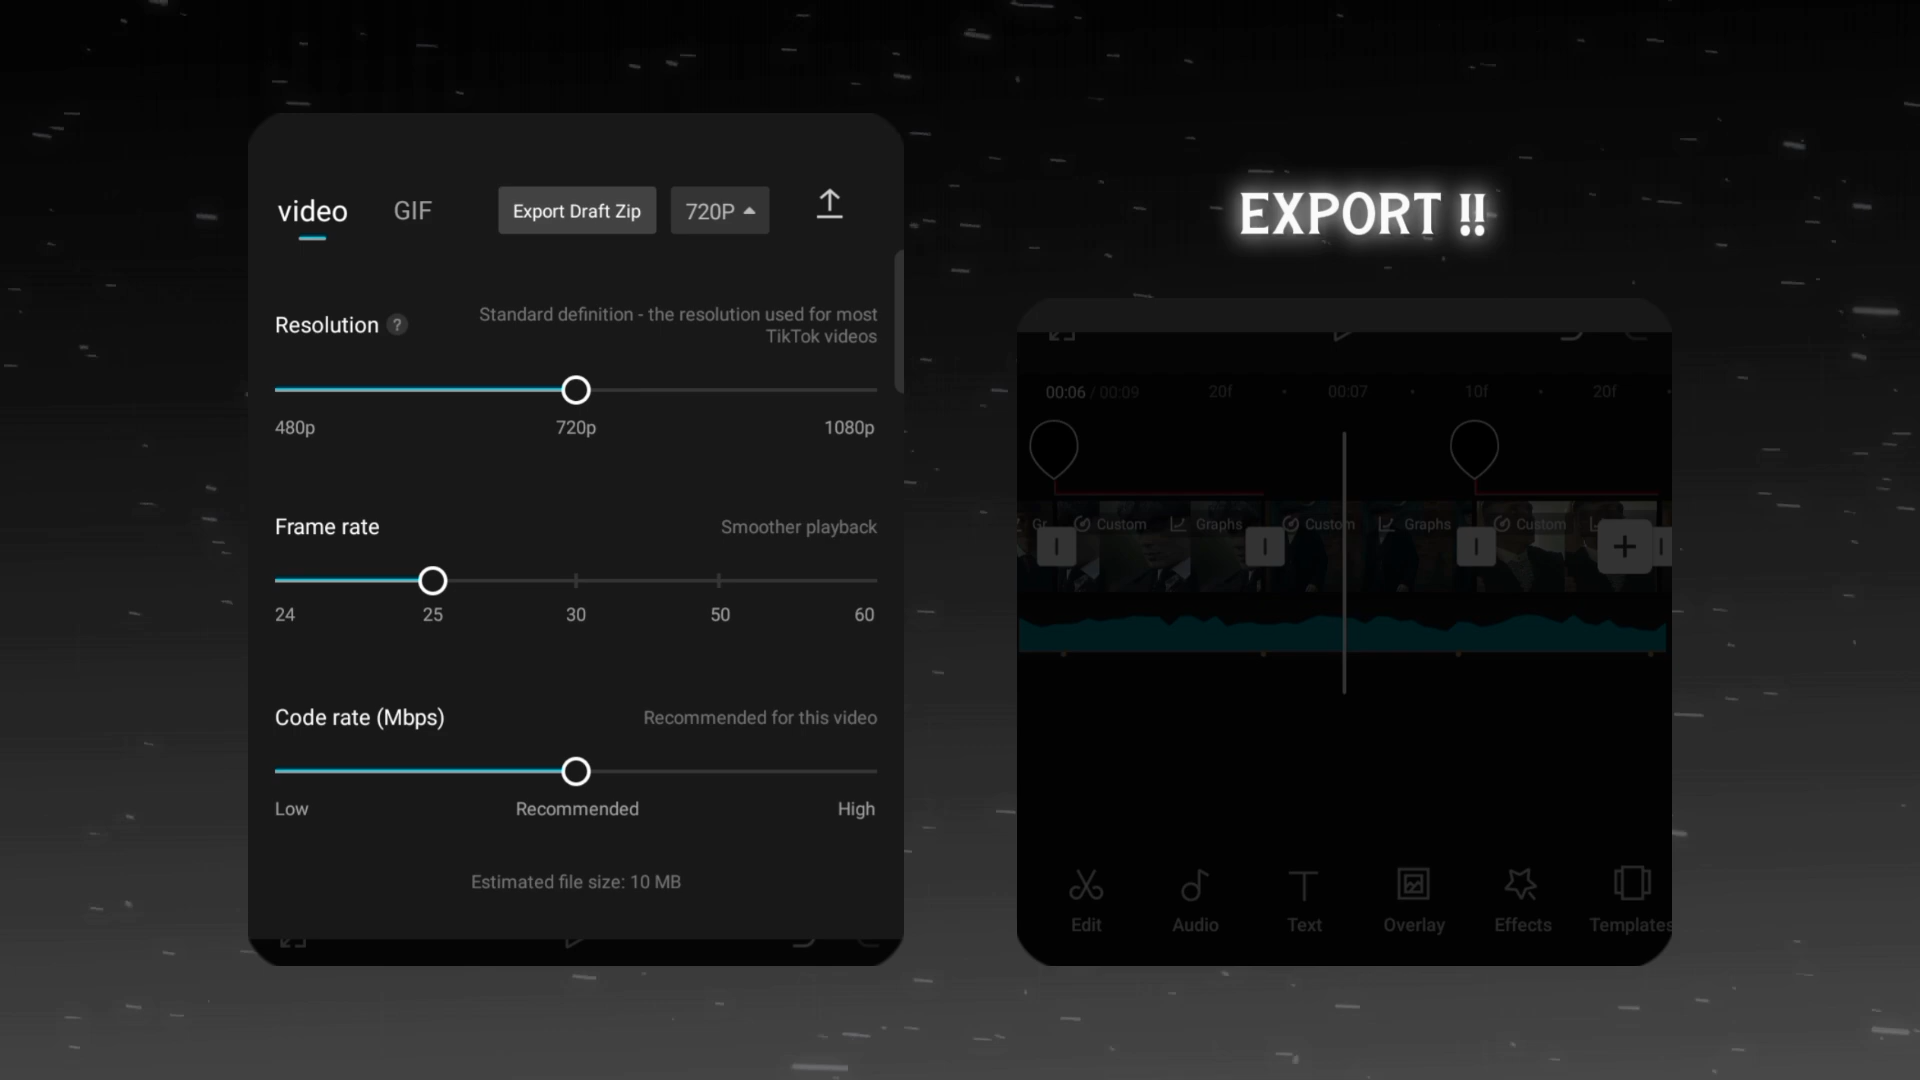 video GIF Export Draft Zip 720P
Resolution ?
Standard definition - the resolution used for most
TikTok videos
480p 720p 1080p
Frame rate Smoother playback
24 25 30 50 60
Code rate (Mbps) Recommended for this video
Low Recommended High
Estimated file size: 10 MB
EXPORT !!
00:06 / 00:09 20f 00:07 10f 20f
Gr Custom Graphs Custom Graphs Custom
Edit Audio Text Overlay Effects Templates